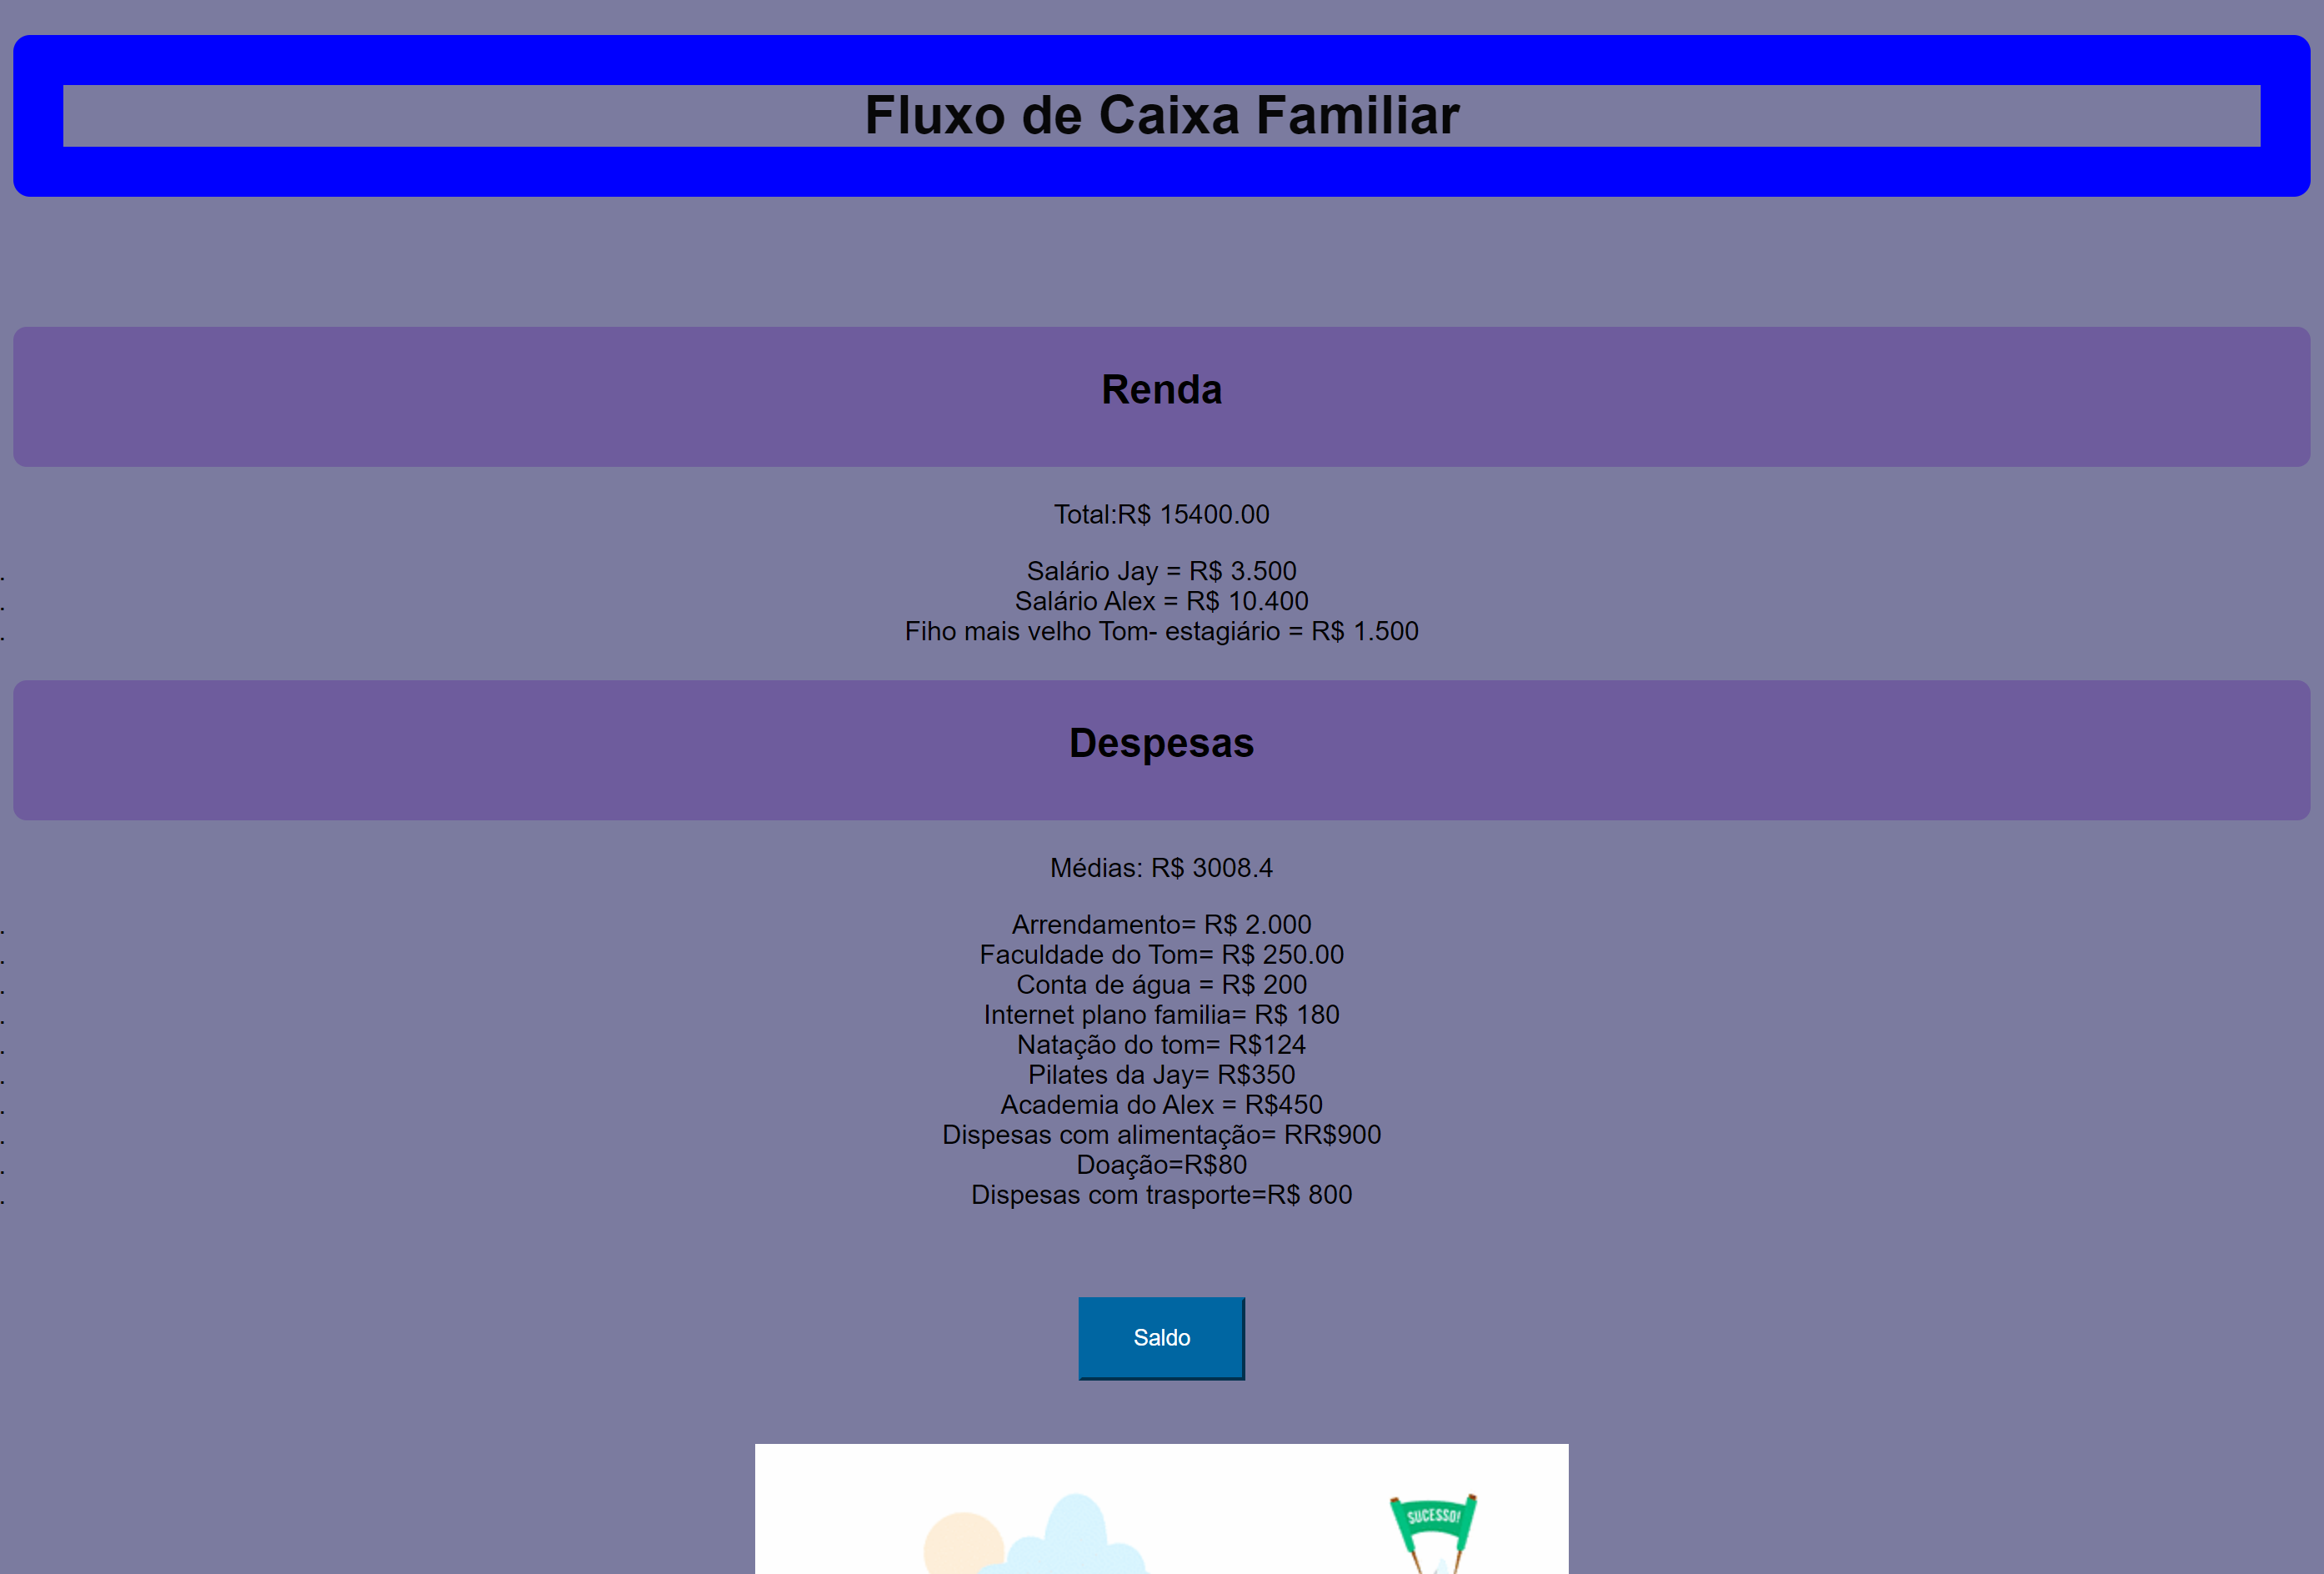 Fluxo de Caixa Familiar
Renda
Total:R$ 15400.00
Salário Jay = R$ 3.500
Salário Alex = R$ 10.400
Fiho mais velho Tom- estagiário = R$ 1.500
Despesas
Médias: R$ 3008.4
Arrendamento= R$ 2.000
Faculdade do Tom= R$ 250.00
Conta de água = R$ 200
Internet plano familia= R$ 180
Natação do tom= R$124
Pilates da Jay= R$350
Academia do Alex = R$450
Dispesas com alimentação= RR$900
Doação=R$80
Dispesas com trasporte=R$ 800
Saldo
SUCESSO!